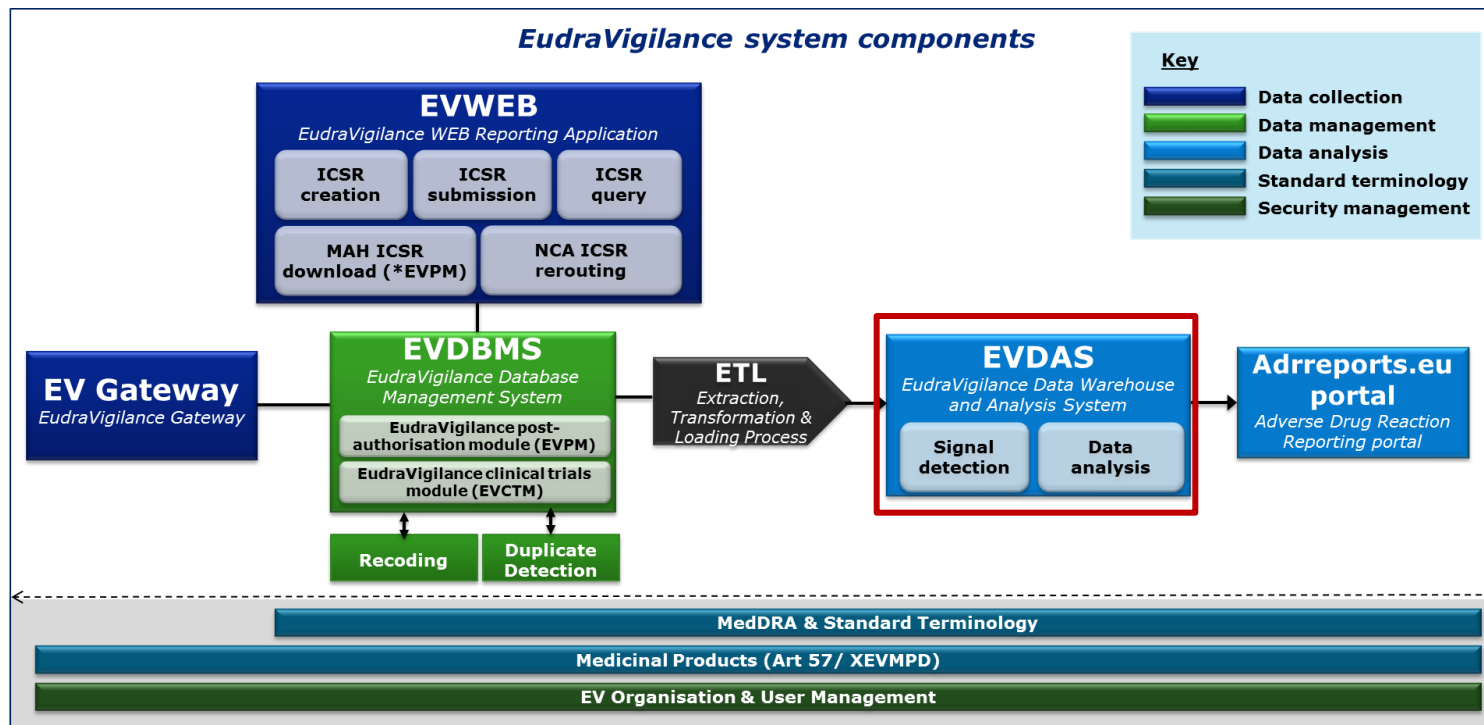 EudraVigilance system components
Key
Data collection
Data management
Data analysis
Standard terminology
Security management
EVWEB
EudraVigilance WEB Reporting Application
ICSR
creation
ICSR
submission
ICSR
query
MAH ICSR
download (*EVPM)
NCA ICSR
rerouting
EV Gateway
EudraVigilance Gateway
EVDBMS
EudraVigilance Database
Management System
EudraVigilance post-
authorisation module (EVPM)
EudraVigilance clinical trials
module (EVCTM)
Recoding
Duplicate
Detection
ETL
Extraction,
Transformation &
Loading Process
EVDAS
EudraVigilance Data Warehouse
and Analysis System
Signal
detection
Data
analysis
Adrreports.eu
portal
Adverse Drug Reaction
Reporting portal
MedDRA & Standard Terminology
Medicinal Products (Art 57/ XEVMPD)
EV Organisation & User Management